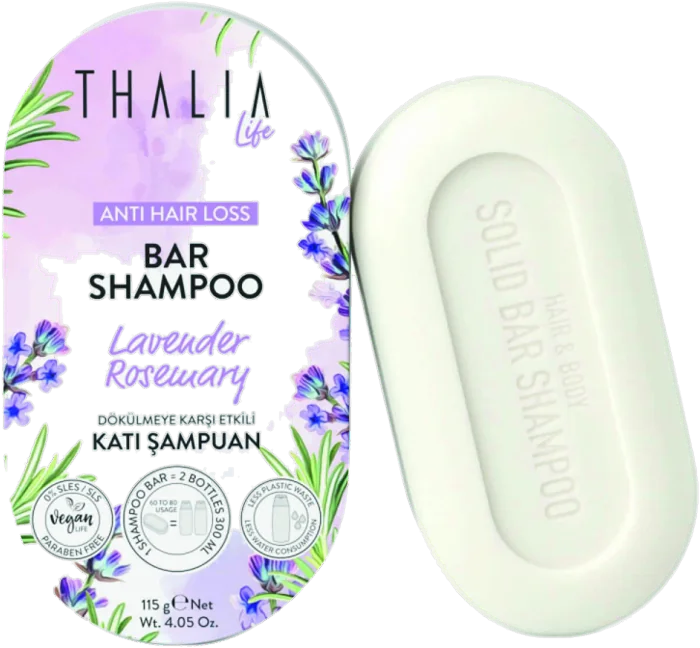 THALIA
Life
ANTI HAIR LOSS
BAR
SHAMPOO
Lavender
Rosemary
DÖKÜLMEYE KARŞI ETKİLİ
KATI ŞAMPUAN
0% SLES / SLS
vegan
LIFE
PARABEN FREE
1 SHAMPOO BAR = 2 BOTTLES 300 ML
60 TO 80
USAGE
=
LESS PLASTIC WASTE
LESS WATER CONSUMPTION
115 g ℮ Net
Wt. 4.05 Oz.
HAIR & BODY
SOLID BAR SHAMPOO